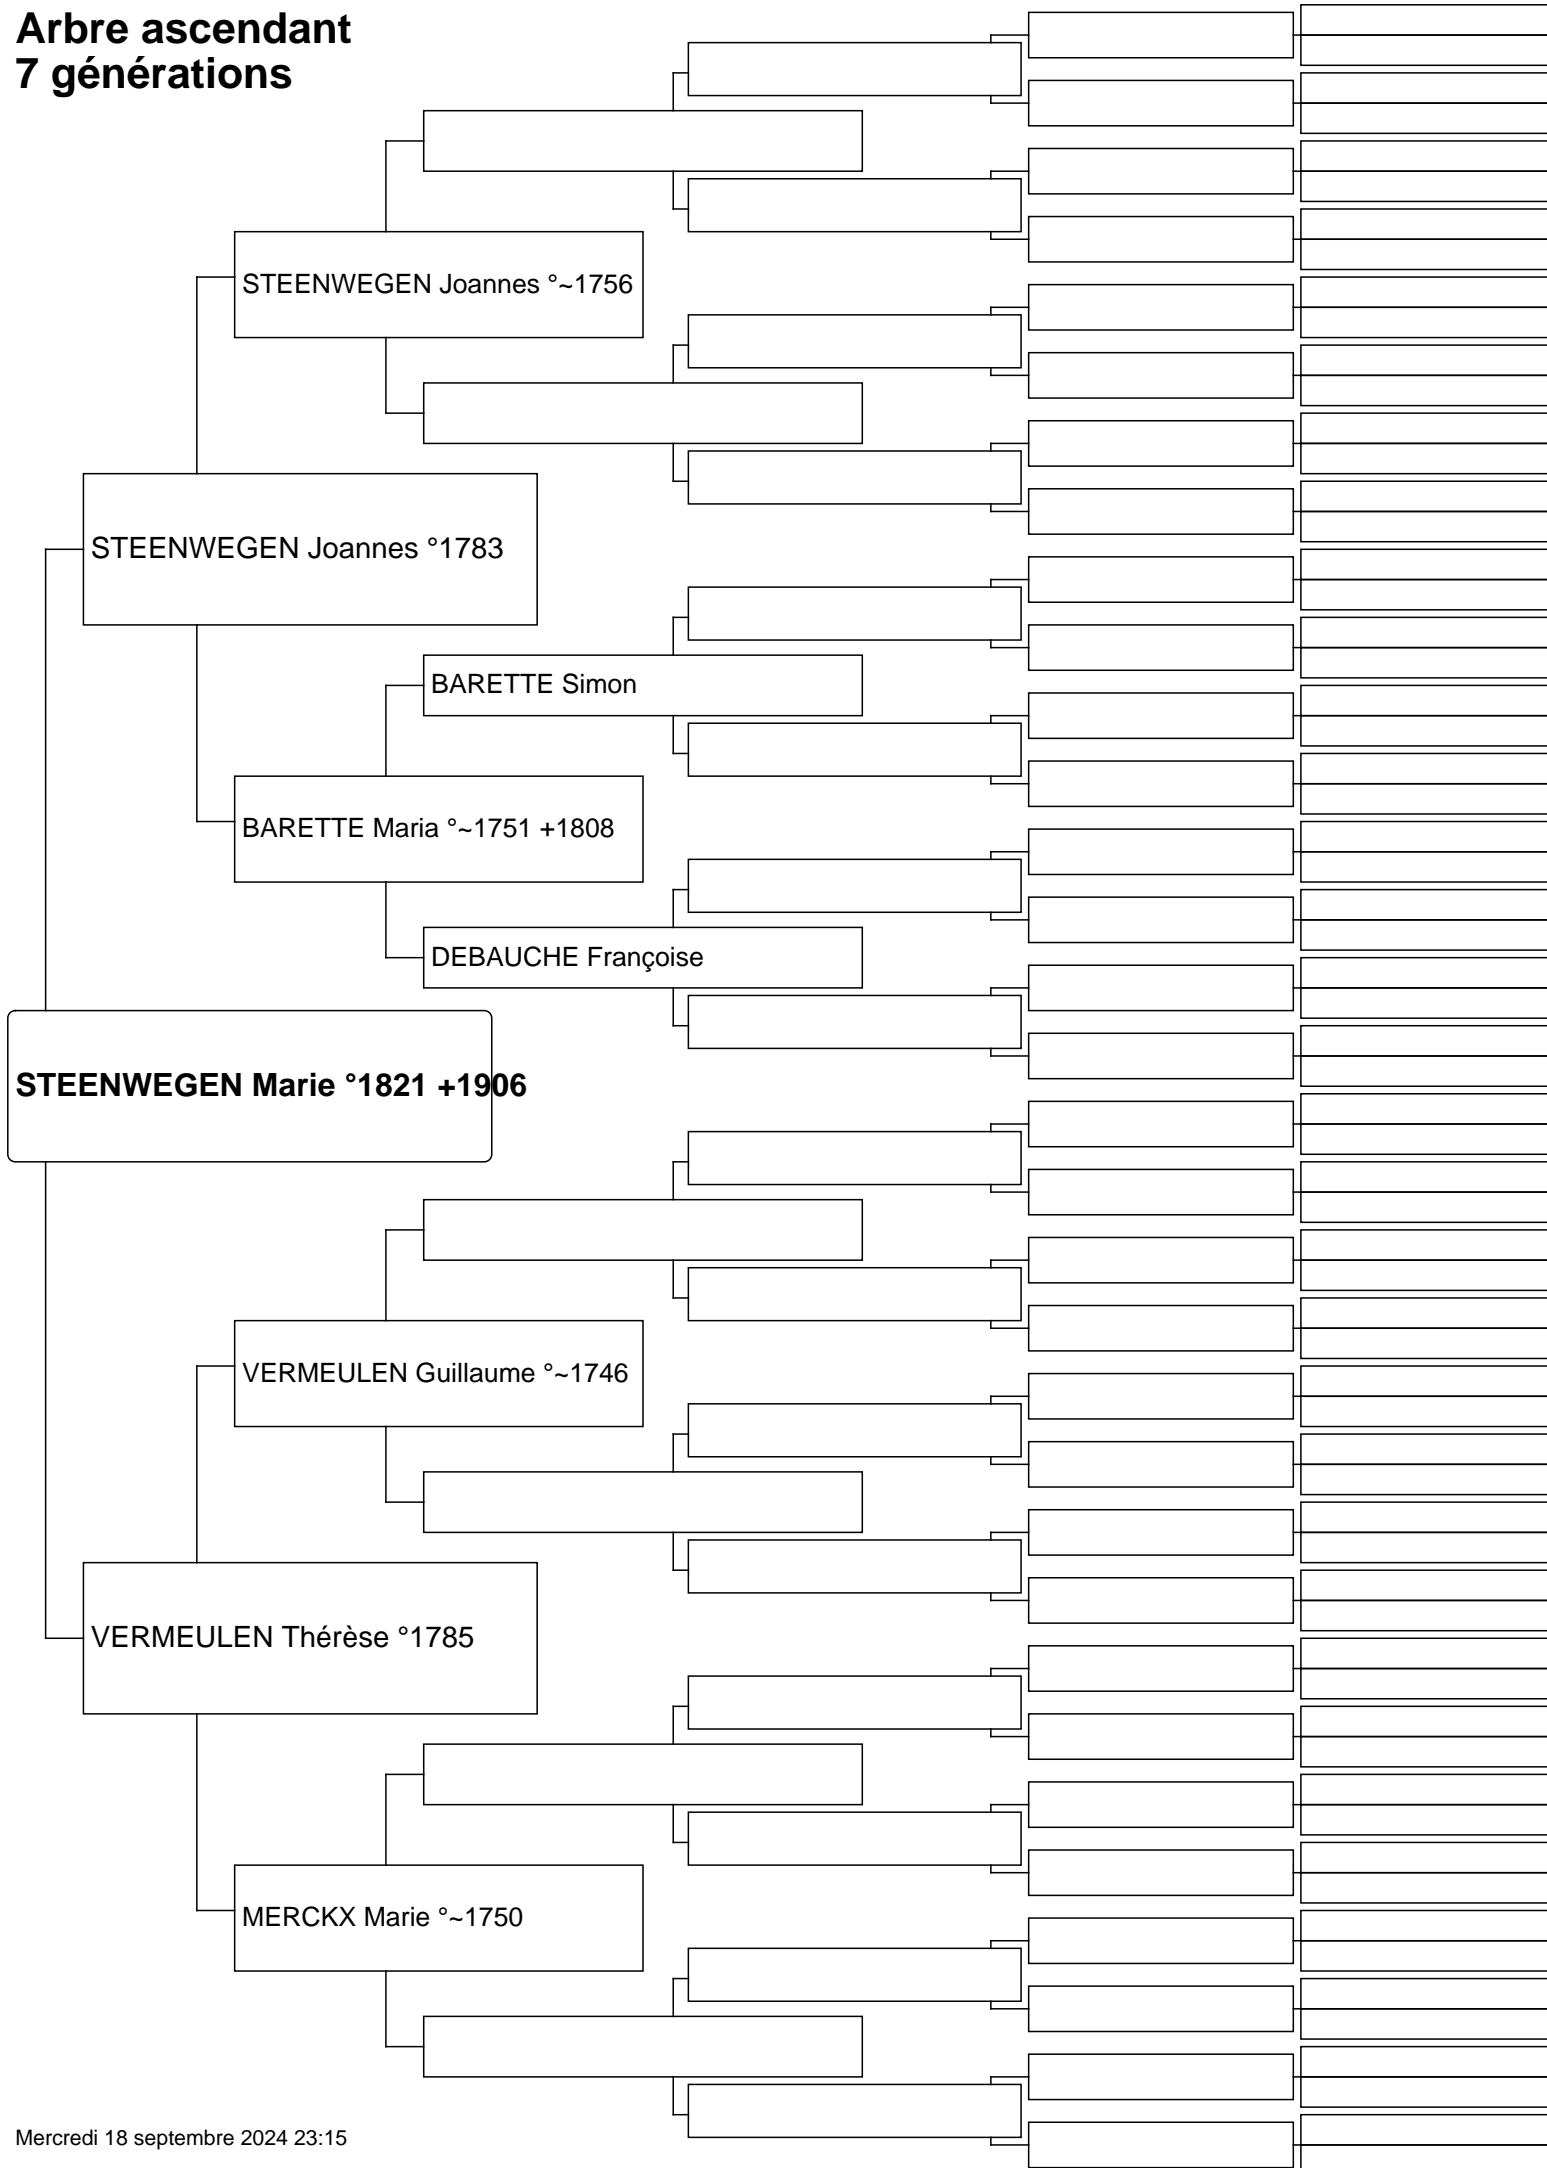 Arbre ascendant
7 générations
STEENWEGEN Joannes °~1756
STEENWEGEN Joannes °1783
BARETTE Simon
BARETTE Maria °~1751 +1808
DEBAUCHE Françoise
STEENWEGEN Marie °1821 +1906
VERMEULEN Guillaume °~1746
VERMEULEN Thérèse °1785
MERCKX Marie °~1750
Mercredi 18 septembre 2024 23:15